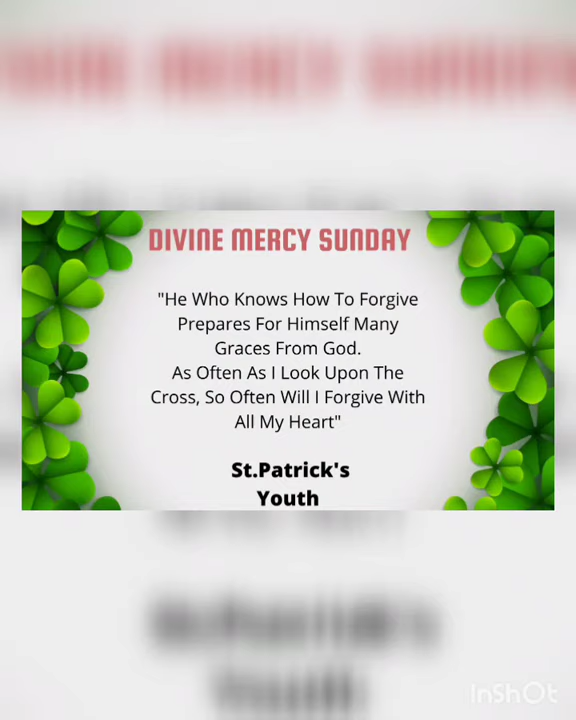 DIVINE MERCY SUNDAY
"He Who Knows How To Forgive
Prepares For Himself Many
Graces From God.
As Often As I Look Upon The
Cross, So Often Will I Forgive With
All My Heart"
St.Patrick's
Youth
InShOt